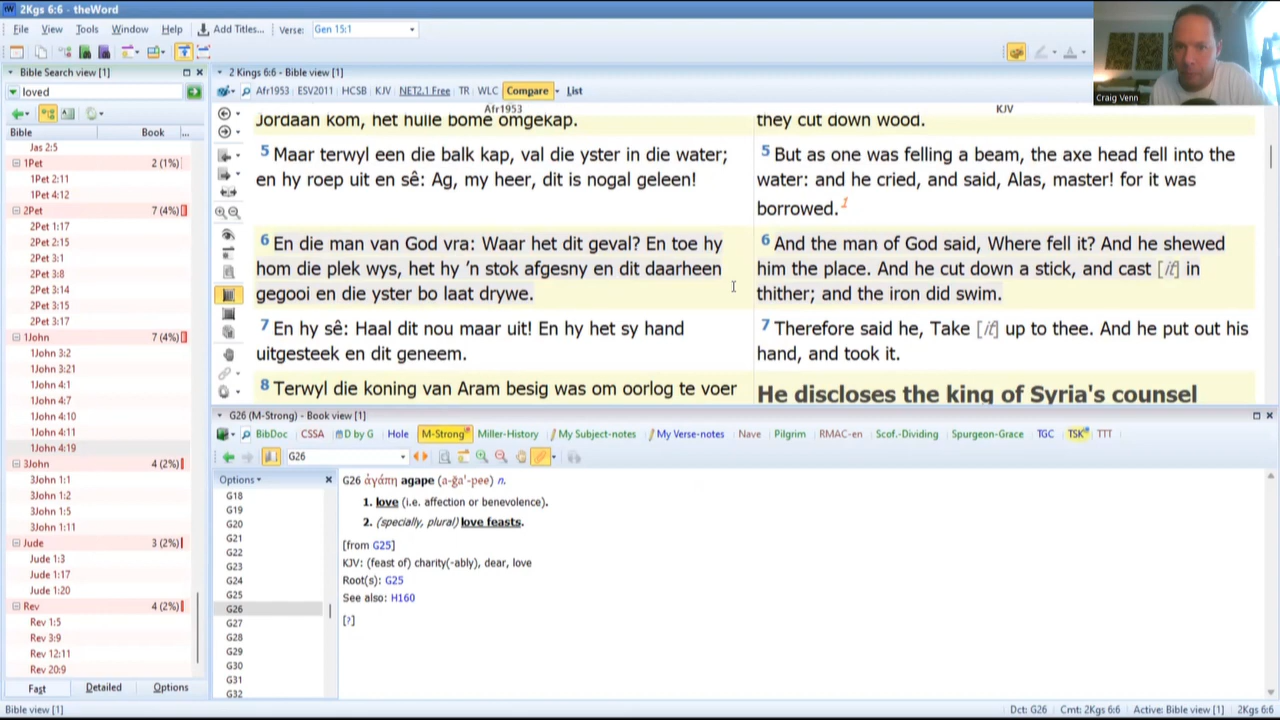 2Kgs 6:6 - theWord
File View Tools Window Help Add Titles... Verse: Gen 15:1
Craig Venn
Bible Search view [1]
loved
Bible Book ...
Jas 2:5
1Pet 2 (1%)
1Pet 2:11
1Pet 4:12
2Pet 7 (4%)
2Pet 1:17
2Pet 2:15
2Pet 3:1
2Pet 3:8
2Pet 3:14
2Pet 3:15
2Pet 3:17
1John 7 (4%)
1John 3:2
1John 3:21
1John 4:1
1John 4:7
1John 4:10
1John 4:11
1John 4:19
3John 4 (2%)
3John 1:1
3John 1:2
3John 1:5
3John 1:11
Jude 3 (2%)
Jude 1:3
Jude 1:17
Jude 1:20
Rev 4 (2%)
Rev 1:5
Rev 3:9
Rev 12:11
Rev 20:9
Fast Detailed Options
2 Kings 6:6 - Bible view [1]
Afr1953 ESV2011 HCSB KJV NET2.1 Free TR WLC Compare List
Afr1953
Jordaan kom, het hulle bome omgekap.
5 Maar terwyl een die balk kap, val die yster in die water;
en hy roep uit en sê: Ag, my heer, dit is nogal geleen!
6 En die man van God vra: Waar het dit geval? En toe hy
hom die plek wys, het hy ’n stok afgesny en dit daarheen
gegooi en die yster bo laat drywe.
7 En hy sê: Haal dit nou maar uit! En hy het sy hand
uitgesteek en dit geneem.
8 Terwyl die koning van Aram besig was om oorlog te voer
KJV
they cut down wood.
5 But as one was felling a beam, the axe head fell into the
water: and he cried, and said, Alas, master! for it was
borrowed.1
6 And the man of God said, Where fell it? And he shewed
him the place. And he cut down a stick, and cast [it] in
thither; and the iron did swim.
7 Therefore said he, Take [it] up to thee. And he put out his
hand, and took it.
He discloses the king of Syria's counsel
G26 (M-Strong) - Book view [1]
BibDoc CSSA D by G Hole M-Strong Miller-History My Subject-notes My Verse-notes Nave Pilgrim RMAC-en Scof.-Dividing Spurgeon-Grace TGC TSK TTT
G26
Options
G18
G19
G20
G21
G22
G23
G24
G25
G26
G27
G28
G29
G30
G31
G32
G26 ἀγάπη agape (a-ğa'-pee) n.
1. love (i.e. affection or benevolence).
2. (specially, plural) love feasts.
[from G25]
KJV: (feast of) charity(-ably), dear, love
Root(s): G25
See also: H160
[?]
Bible view [1] Dct: G26 Cmt: 2Kgs 6:6 Active: Bible view [1] 2Kgs 6:6